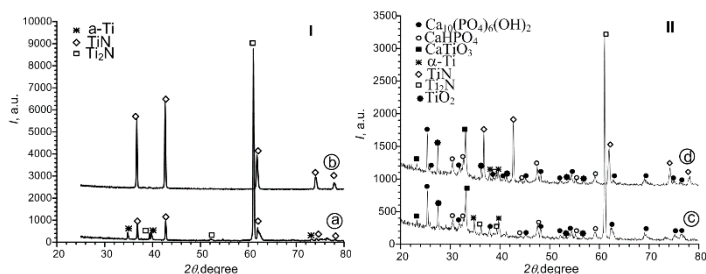 I
a-Ti
TiN
Ti₂N
I, a.u.
10000
9000
8000
7000
6000
5000
4000
3000
2000
1000
0
b
a
20 30 40 50 60 70 80
2θ,degree
II
Ca₁₀(PO₄)₆(OH)₂
CaHPO₄
CaTiO₃
α-Ti
TiN
Ti₂N
TiO₂
I, a.u.
3500
3000
2500
2000
1500
1000
500
0
d
c
20 30 40 50 60 70 80
2θ,degree